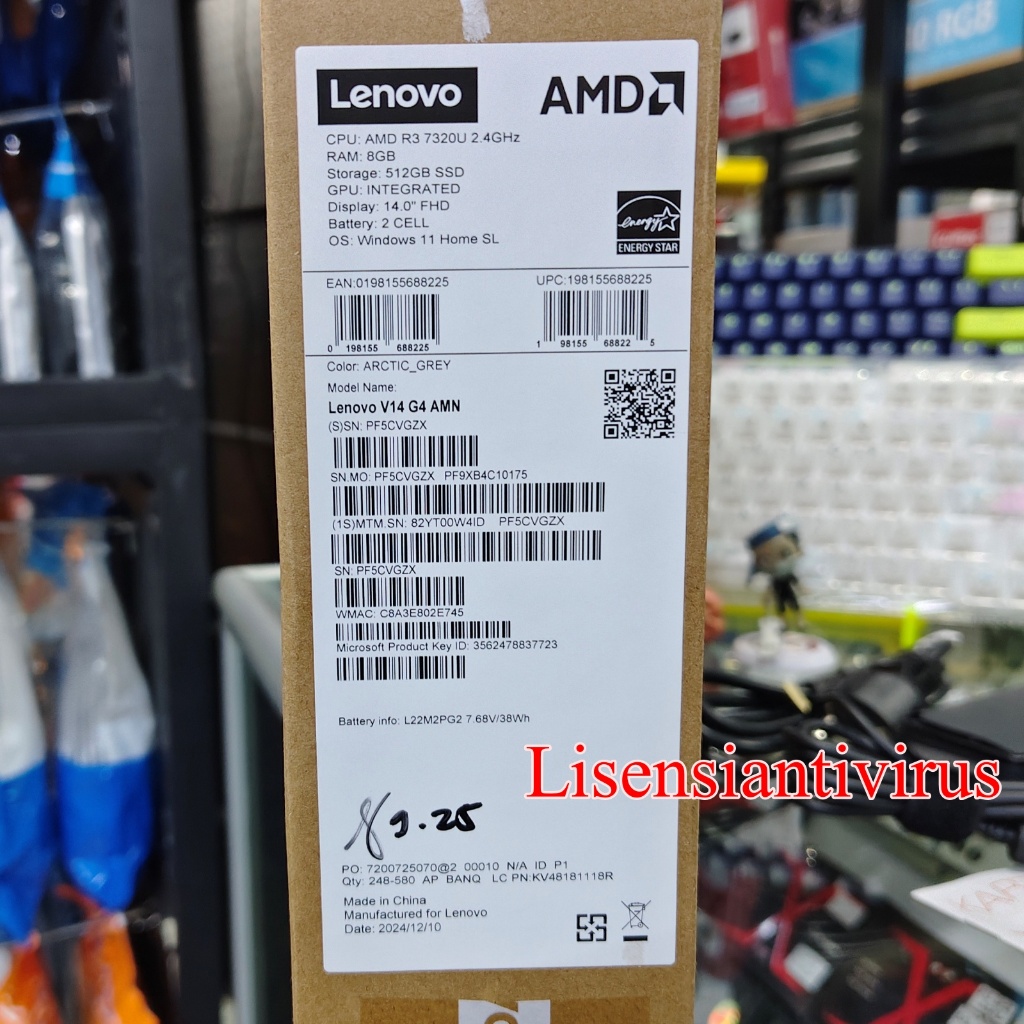 Lenovo
AMD
CPU: AMD R3 7320U 2.4GHz
RAM: 8GB
Storage: 512GB SSD
GPU: INTEGRATED
Display: 14.0" FHD
Battery: 2 CELL
OS: Windows 11 Home SL
energy
ENERGY STAR
EAN:0198155688225
UPC:198155688225
0 198155 688225
1 98155 68822 5
Color: ARCTIC_GREY
Model Name:
Lenovo V14 G4 AMN
(S)SN: PF5CVGZX
SN.MO: PF5CVGZX PF9XB4C10175
(1S)MTM.SN: 82YT00W4ID PF5CVGZX
SN: PF5CVGZX
WMAC: C8A3E802E745
Microsoft Product Key ID: 3562478837723
Battery info: L22M2PG2 7.68V/38Wh
Lisensiantivirus
9.25
PO: 7200725070@2 00010 N/A ID P1
Qty: 248-580 AP BANQ LC PN:KV48181118R
Made in China
Manufactured for Lenovo
Date: 2024/12/10
RGB